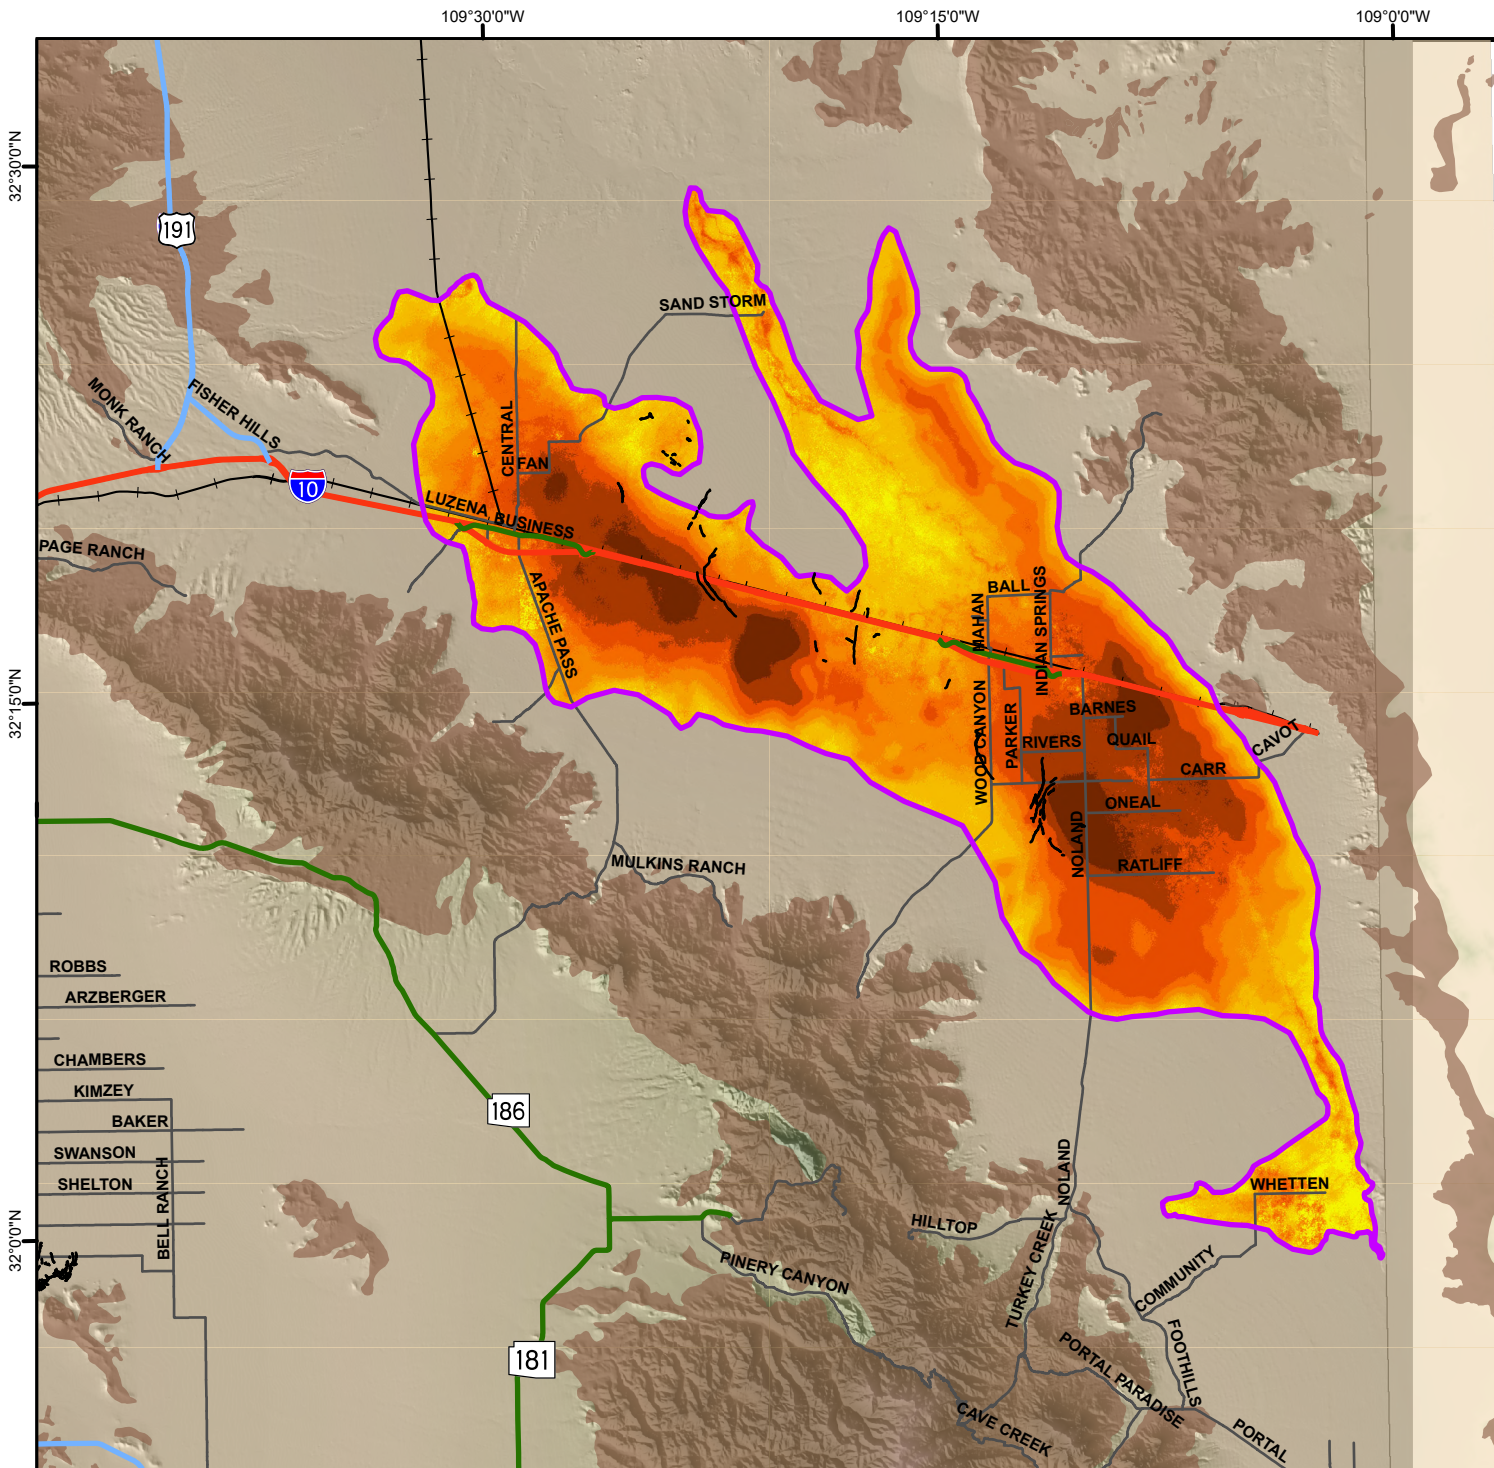 109°30'0"W
109°15'0"W
109°0'0"W
32°30'0"N
191
SAND STORM
MONK RANCH
FISHER HILLS
CENTRAL
FAN
10
LUZENA BUSINESS
PAGE RANCH
APACHE PASS
BALL
MAHAN
INDIAN SPRINGS
32°15'0"N
WOOD CANYON
PARKER
BARNES
RIVERS
QUAIL
CAVOT
CARR
ONEAL
NOLAND
RATLIFF
MULKINS RANCH
ROBBS
ARZBERGER
CHAMBERS
KIMZEY
BAKER
186
SWANSON
SHELTON
BELL RANCH
NOLAND
WHETTEN
32°0'0"N
HILLTOP
TURKEY CREEK
PINERY CANYON
COMMUNITY
181
FOOTHILLS
PORTAL PARADISE
CAVE CREEK
PORTAL